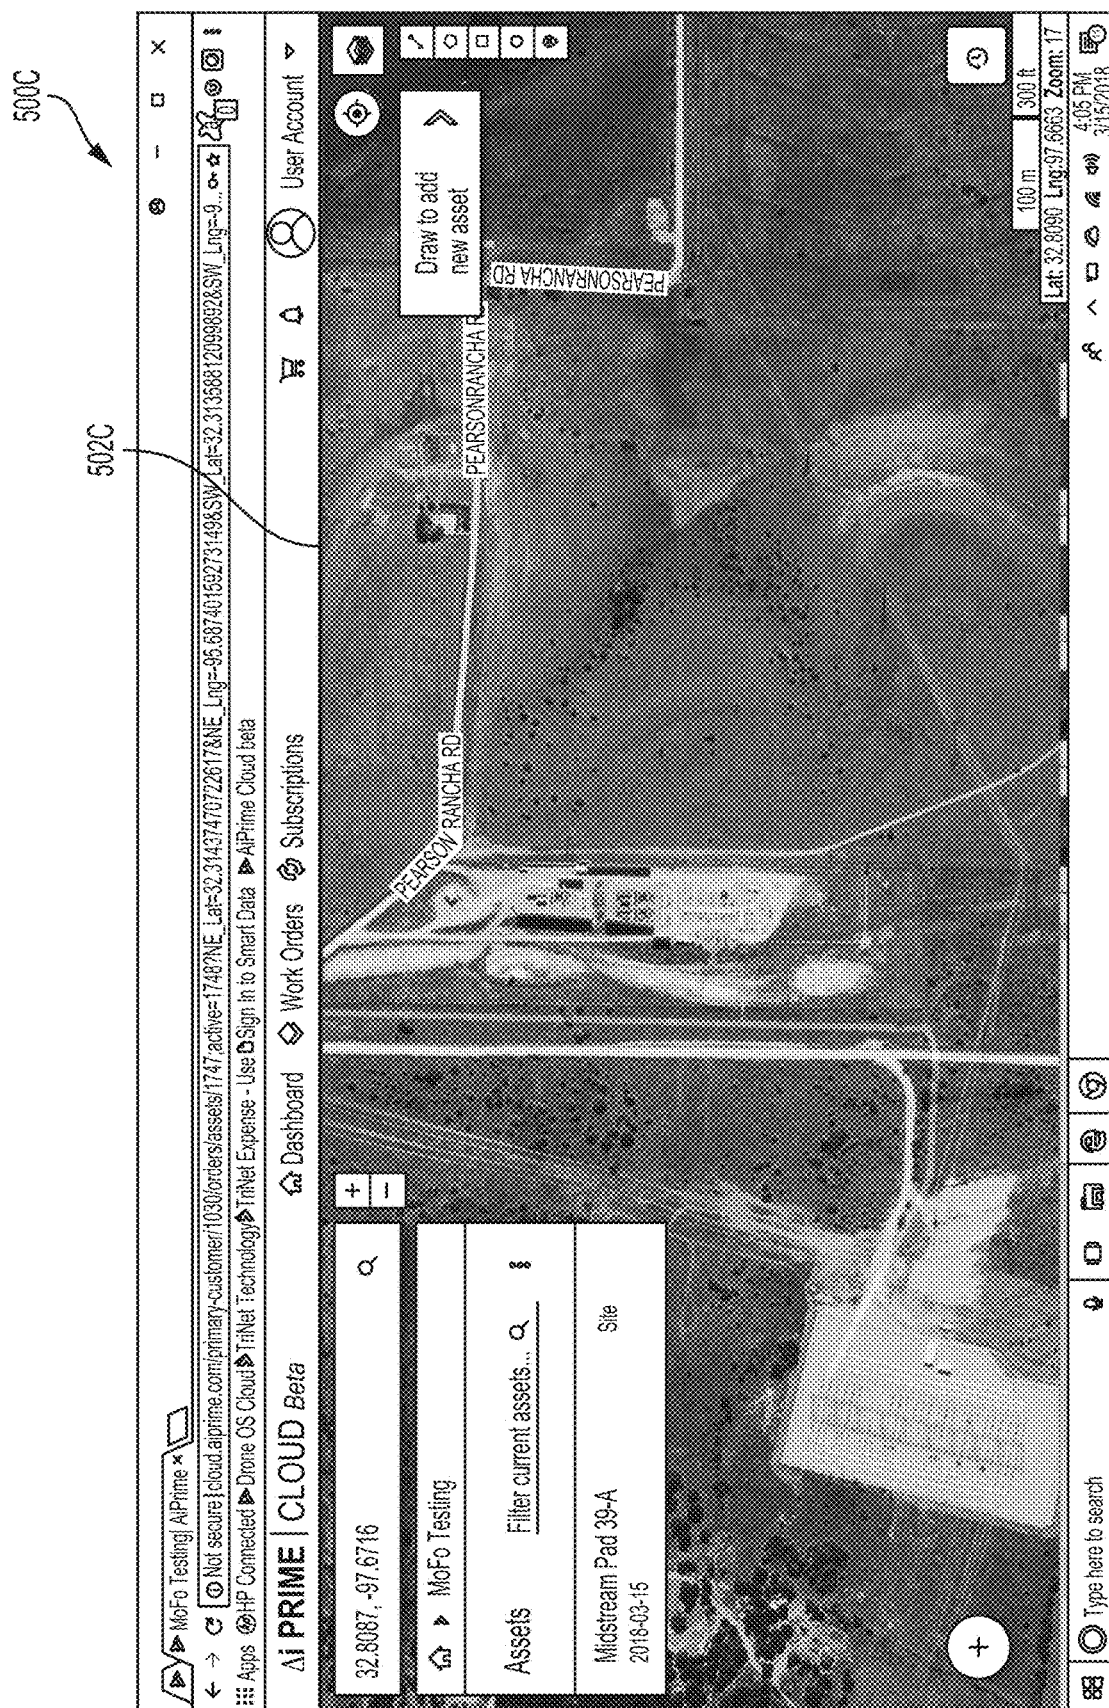 500C
502C
MoFo Testing| AiPrime ×
Not secure | cloud.aiprime.com/primary-customer/1030/orders/assets/1747;active=1748?NE_Lat=32.31437470722617&NE_Lng=-95.68740159273149&SW_Lat=32.31358812099892&SW_Lng=-9...
Apps HP Connected Drone OS Cloud TriNet Technology TriNet Expense - Use Sign In to Smart Data AiPrime Cloud beta
Ai PRIME | CLOUD Beta
Dashboard
Work Orders
Subscriptions
User Account
32.8087, -97.6716
+
−
MoFo Testing
Assets
Filter current assets...
Midstream Pad 39-A
Site
2018-03-15
Draw to add
new asset
PEARSON RANCHA RD
PEARSONRANCHA R
PEARSONRANCHA RD
+
100 m
300 ft
Lat: 32.8090 Lng:97.6663 Zoom: 17
Type here to search
4:05 PM
3/15/2018